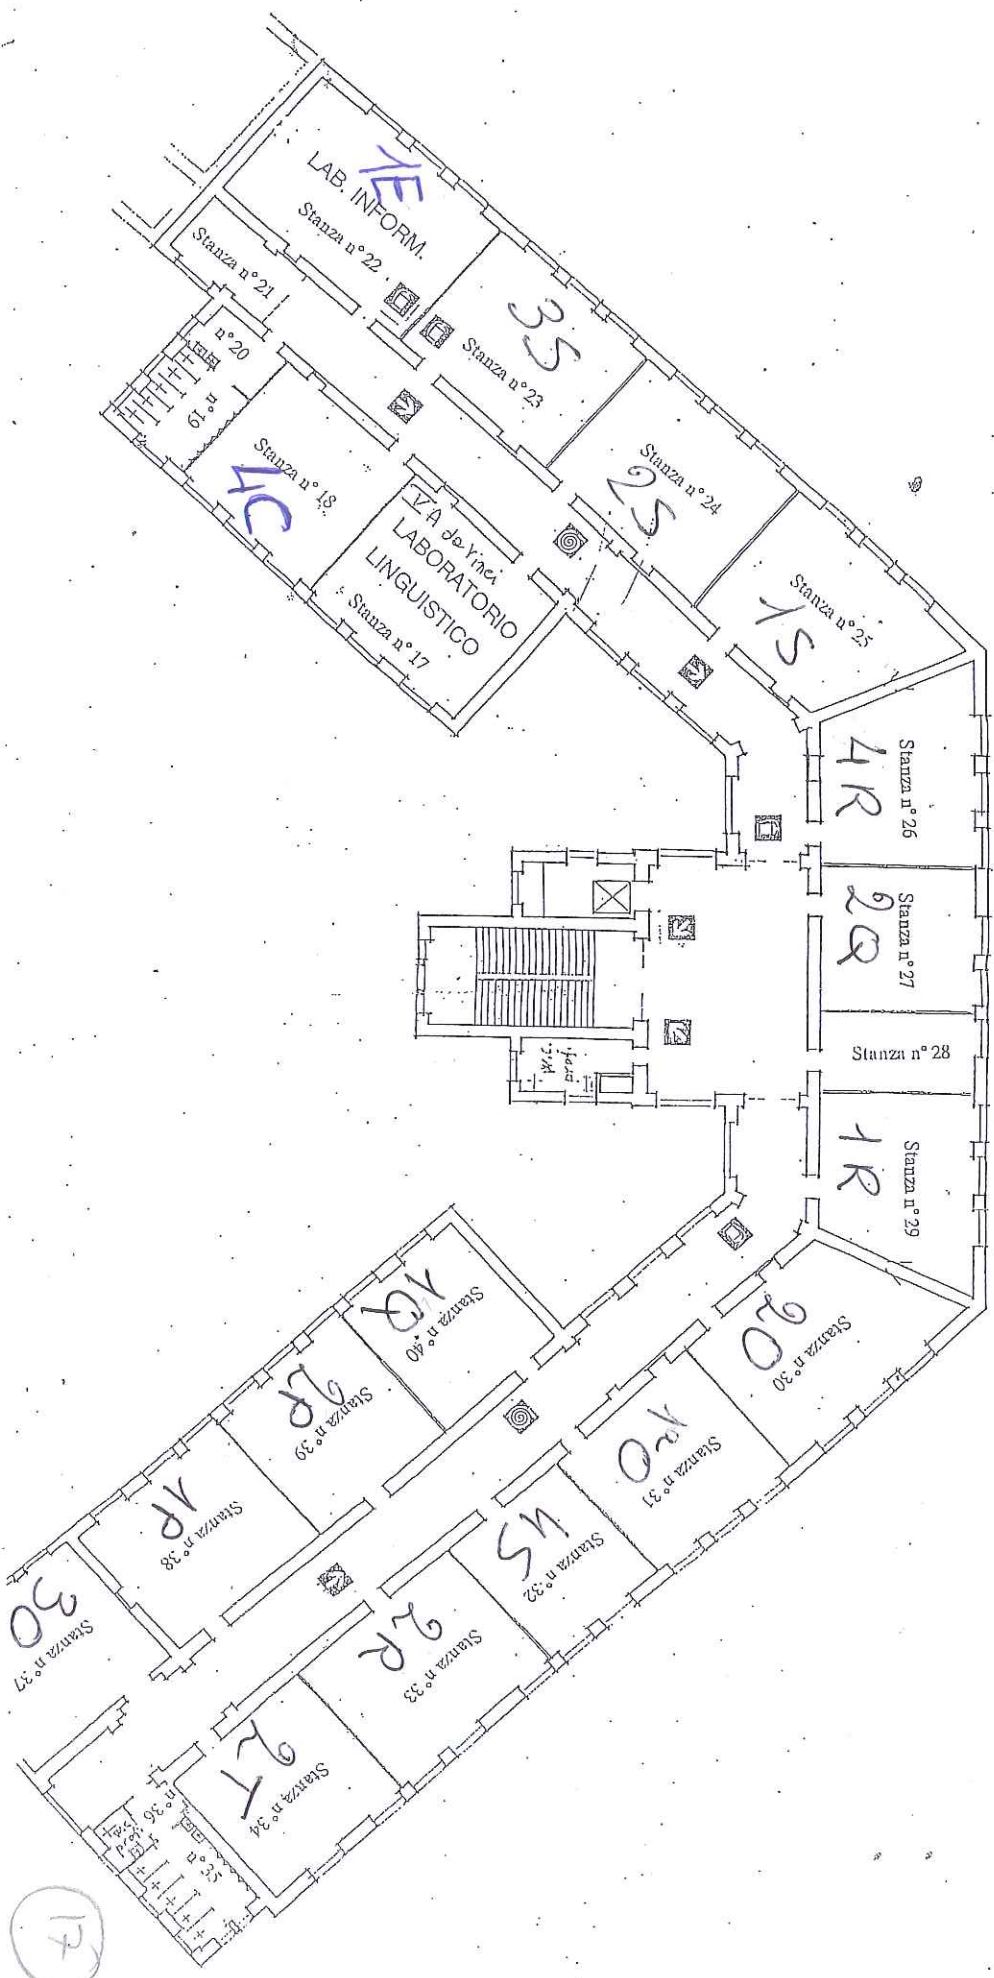 1E
LAB. INFORM.
Stanza n° 22
Stanza n° 21
n° 20
n° 19
3S
Stanza n° 23
Stanza n° 18
4C
Stanza n° 24
2S
V A da Vinci
LABORATORIO
LINGUISTICO
Stanza n° 17
Stanza n° 25
1S
Stanza n° 26
4R
Stanza n° 27
2Q
Stanza n° 28
Stanza n° 29
1R
Stanza n° 30
2O
Stanza n° 40
1Q
Stanza n° 31
Stanza n° 39
2P
Stanza n° 32
4S
Stanza n° 38
1P
Stanza n° 33
2R
Stanza n° 37
3O
Stanza n° 34
2T
n° 36
n° 35